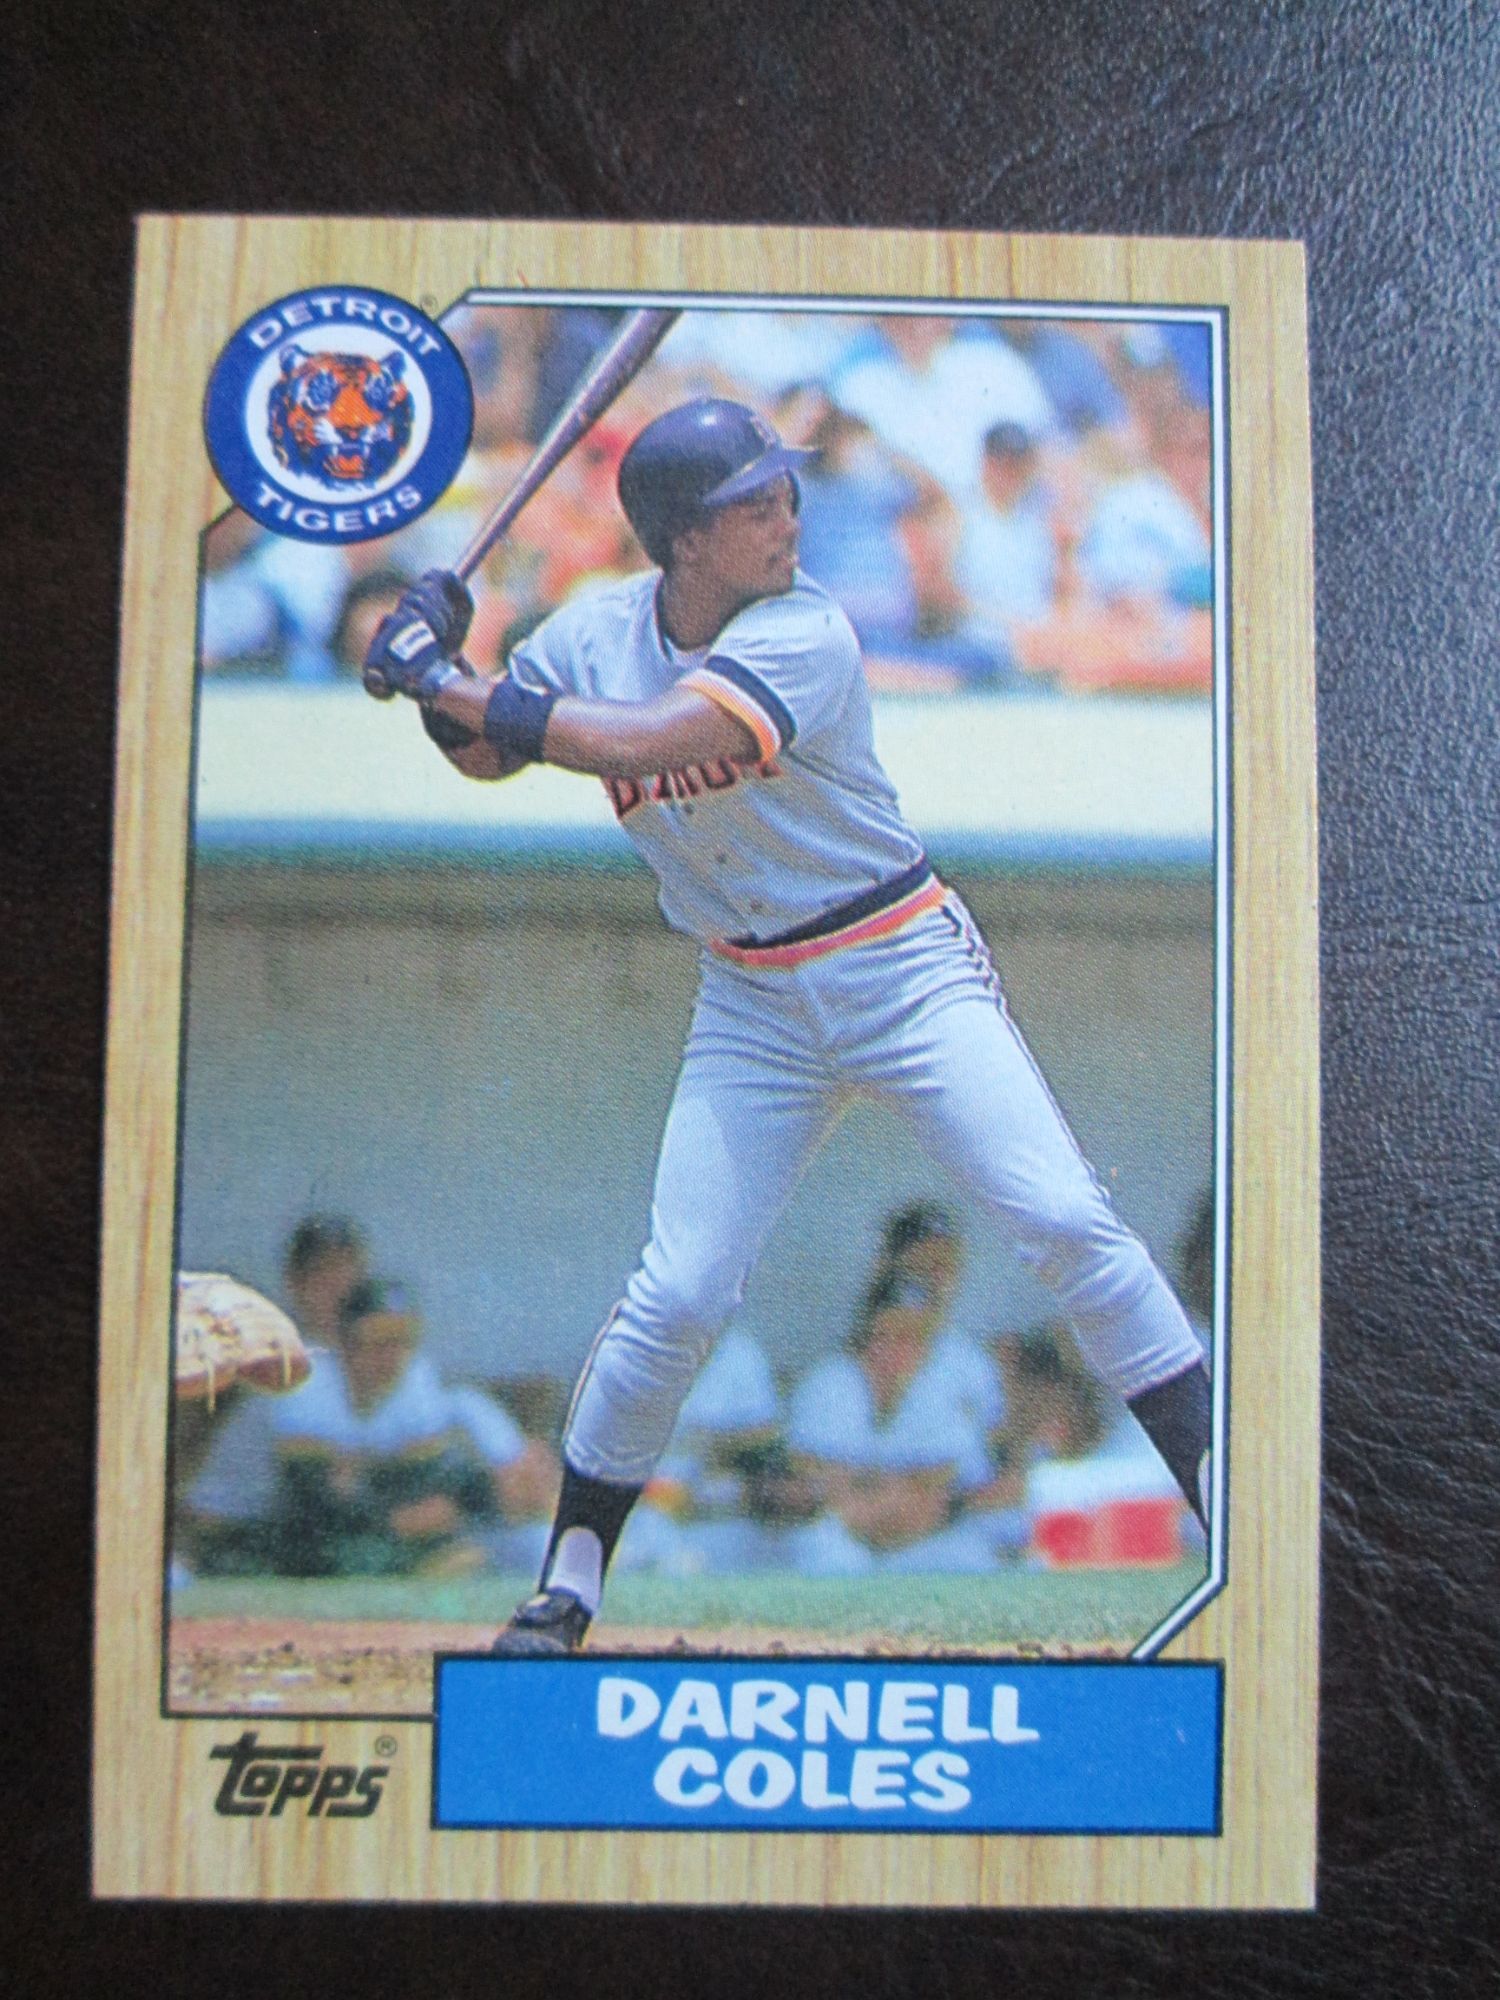 DETROIT
®
TIGERS
DARNELL
COLES
topps®